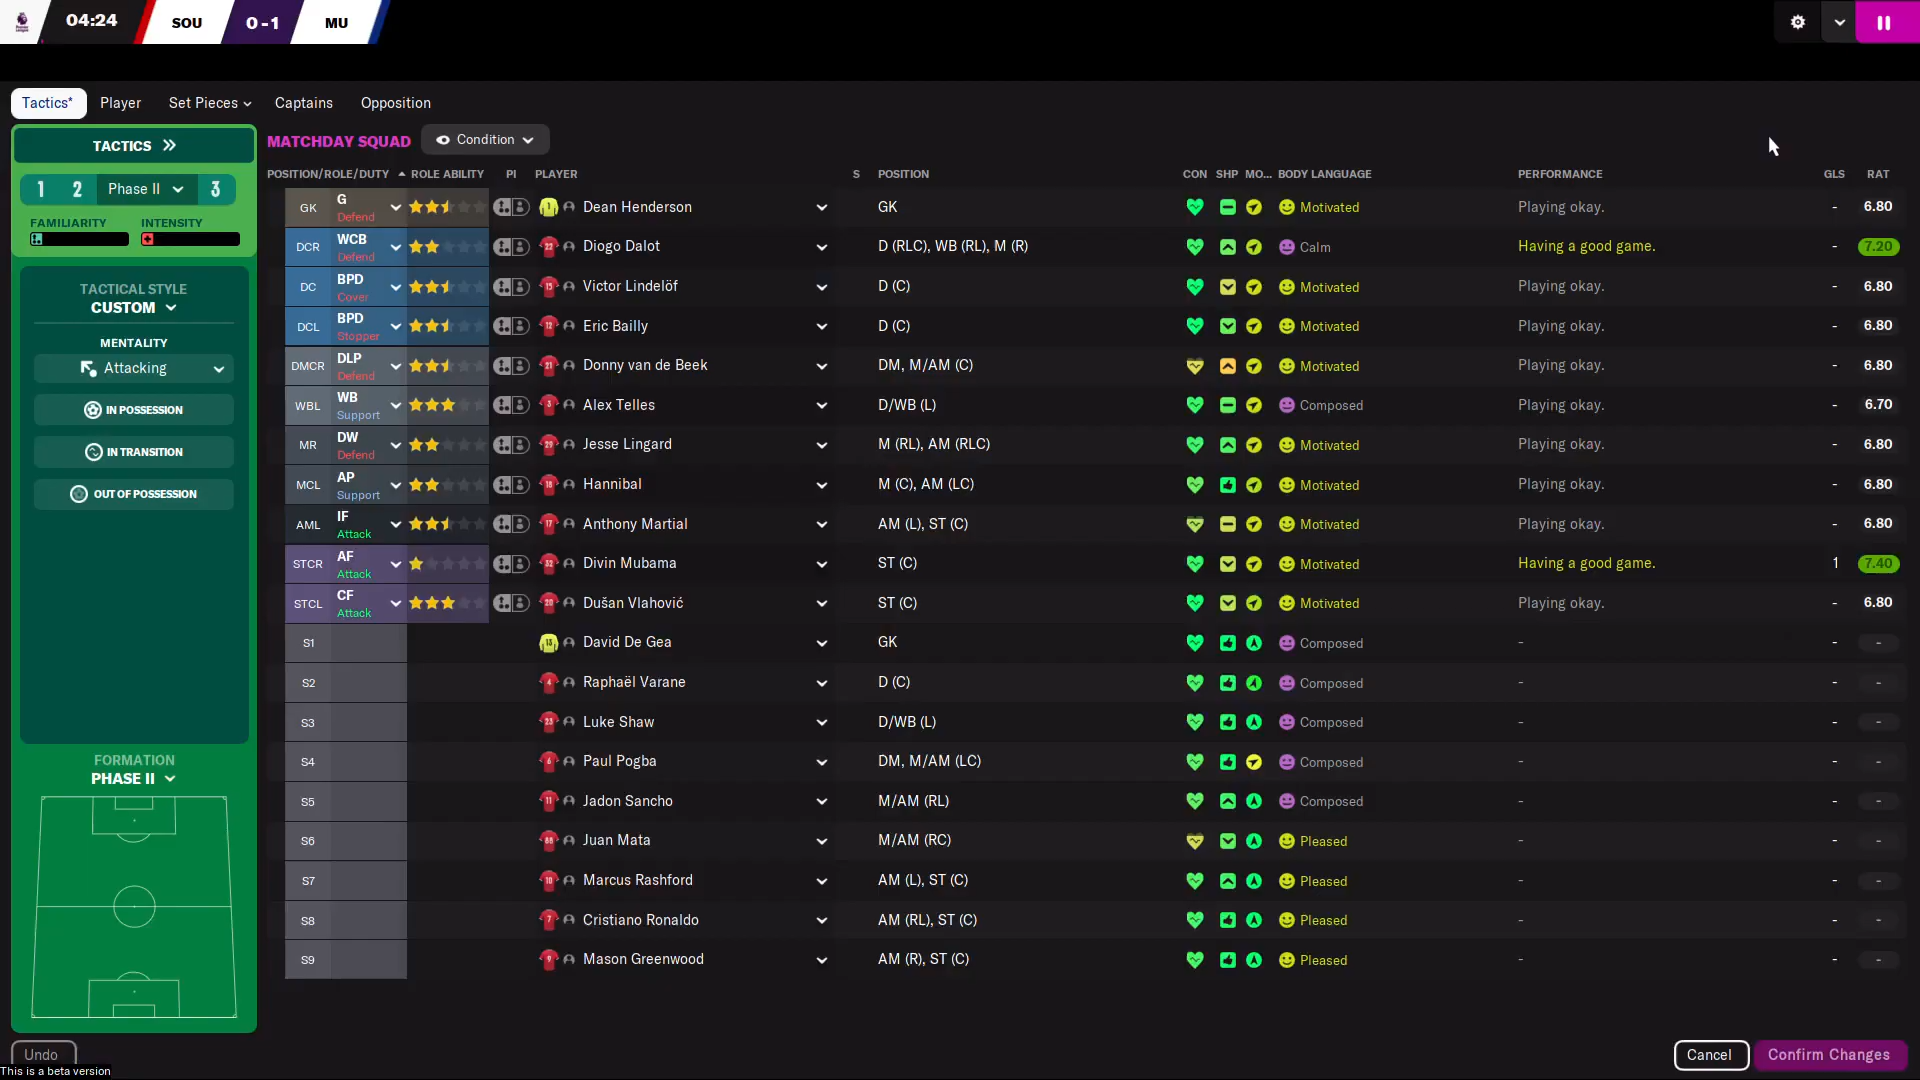 04:24 SOU 0 - 1 MU
Tactics* Player Set Pieces Captains Opposition
TACTICS
1 2 Phase II 3
FAMILIARITY INTENSITY
TACTICAL STYLE
CUSTOM
MENTALITY
Attacking
IN POSSESSION
IN TRANSITION
OUT OF POSSESSION
FORMATION
PHASE II
MATCHDAY SQUAD Condition
POSITION/ROLE/DUTY ROLE ABILITY PI PLAYER S POSITION CON SHP MO... BODY LANGUAGE PERFORMANCE GLS RAT
GK G Defend 1 Dean Henderson GK Motivated Playing okay. - 6.80
DCR WCB Defend Diogo Dalot D (RLC), WB (RL), M (R) Calm Having a good game. - 7.20
DC BPD Cover Victor Lindelöf D (C) Motivated Playing okay. - 6.80
DCL BPD Stopper 12 Eric Bailly D (C) Motivated Playing okay. - 6.80
DMCR DLP Defend 21 Donny van de Beek DM, M/AM (C) Motivated Playing okay. - 6.80
WBL WB Support Alex Telles D/WB (L) Composed Playing okay. - 6.70
MR DW Defend Jesse Lingard M (RL), AM (RLC) Motivated Playing okay. - 6.80
MCL AP Support Hannibal M (C), AM (LC) Motivated Playing okay. - 6.80
AML IF Attack 17 Anthony Martial AM (L), ST (C) Motivated Playing okay. - 6.80
STCR AF Attack 32 Divin Mubama ST (C) Motivated Having a good game. 1 7.40
STCL CF Attack 20 Dušan Vlahović ST (C) Motivated Playing okay. - 6.80
S1 David De Gea GK Composed - - -
S2 Raphaël Varane D (C) Composed - - -
S3 23 Luke Shaw D/WB (L) Composed - - -
S4 Paul Pogba DM, M/AM (LC) Composed - - -
S5 11 Jadon Sancho M/AM (RL) Composed - - -
S6 Juan Mata M/AM (RC) Pleased - - -
S7 10 Marcus Rashford AM (L), ST (C) Pleased - - -
S8 7 Cristiano Ronaldo AM (RL), ST (C) Pleased - - -
S9 Mason Greenwood AM (R), ST (C) Pleased - - -
Undo Cancel Confirm Changes
This is a beta version